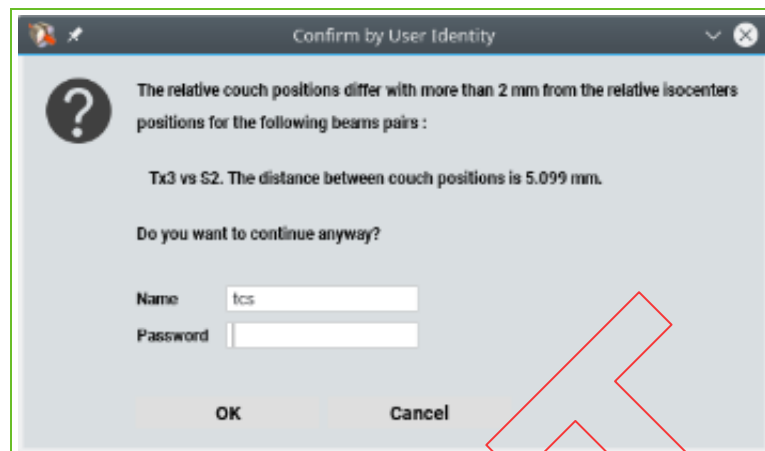 Confirm by User Identity
The relative couch positions differ with more than 2 mm from the relative isocenters
positions for the following beams pairs :
Tx3 vs S2. The distance between couch positions is 5.099 mm.
Do you want to continue anyway?
Name tcs
Password
OK Cancel